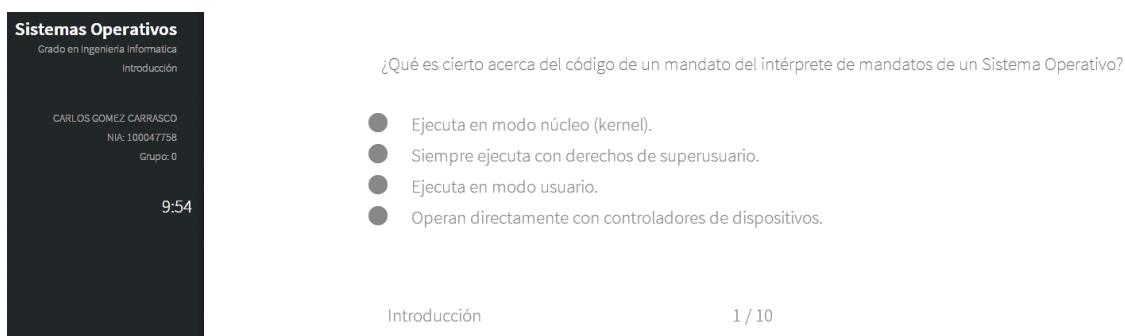 Sistemas Operativos
Grado en Ingeniería Informatica
Introducción
CARLOS GOMEZ CARRASCO
NIA: 100047758
Grupo: 0
9:54
¿Qué es cierto acerca del código de un mandato del intérprete de mandatos de un Sistema Operativo?
Ejecuta en modo núcleo (kernel).
Siempre ejecuta con derechos de superusuario.
Ejecuta en modo usuario.
Operan directamente con controladores de dispositivos.
Introducción 1 / 10